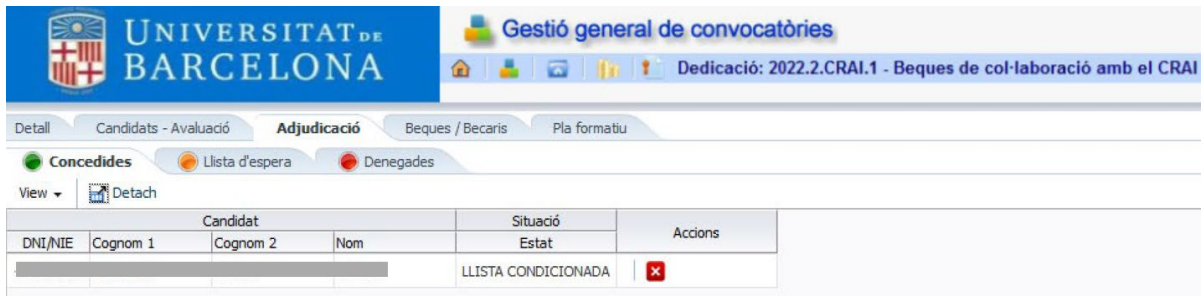 UNIVERSITAT DE
BARCELONA
Gestió general de convocatòries
Dedicació: 2022.2.CRAI.1 - Beques de col·laboració amb el CRAI
Detall Candidats - Avaluació Adjudicació Beques / Becaris Pla formatiu
Concedides Llista d'espera Denegades
View Detach
Candidat Situació Accions
DNI/NIE Cognom 1 Cognom 2 Nom Estat
LLISTA CONDICIONADA